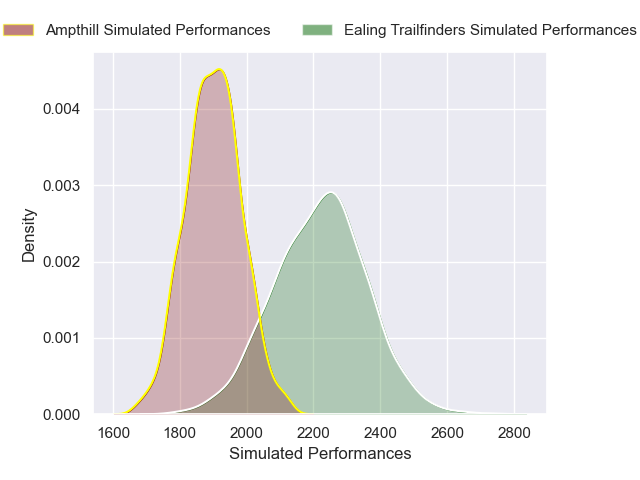 Ampthill Simulated Performances
Ealing Trailfinders Simulated Performances
0.004
0.003
0.002
0.001
0.000
Density
1600 1800 2000 2200 2400 2600 2800
Simulated Performances